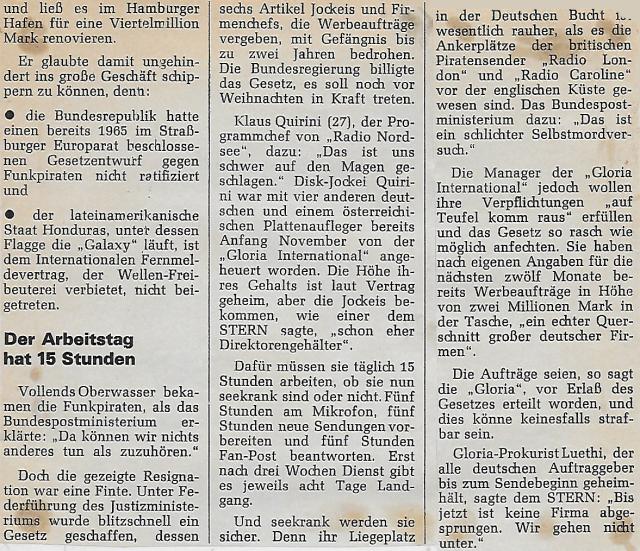 und ließ es im Hamburger
Hafen für eine Viertelmillion
Mark renovieren.
Er glaubte damit ungehin-
dert ins große Geschäft schip-
pern zu können, denn:
● die Bundesrepublik hatte
einen bereits 1965 im Straß-
burger Europarat beschlosse-
nen Gesetzentwurf gegen
Funkpiraten nicht ratifiziert
und
● der lateinamerikanische
Staat Honduras, unter dessen
Flagge die „Galaxy" läuft, ist
dem Internationalen Fernmel-
devertrag, der Wellen-Frei-
beuterei verbietet, nicht bei-
getreten.
Der Arbeitstag
hat 15 Stunden
Vollends Oberwasser beka-
men die Funkpiraten, als das
Bundespostministerium er-
klärte: „Da können wir nichts
anderes tun als zuzuhören."
Doch die gezeigte Resigna-
tion war eine Finte. Unter Fe-
derführung des Justizministe-
riums wurde blitzschnell ein
Gesetz geschaffen, dessen
sechs Artikel Jockeis und Fir-
menchefs, die Werbeaufträge
vergeben, mit Gefängnis bis
zu zwei Jahren bedrohen.
Die Bundesregierung billigte
das Gesetz, es soll noch vor
Weihnachten in Kraft treten.
Klaus Quirini (27), der Pro-
grammchef von „Radio Nord-
see", dazu: „Das ist uns
schwer auf den Magen ge-
schlagen." Disk-Jockei Quiri-
ni war mit vier anderen deut-
schen und einem österreichi-
schen Plattenaufleger bereits
Anfang November von der
„Gloria International" ange-
heuert worden. Die Höhe ih-
res Gehalts ist laut Vertrag
geheim, aber die Jockeis be-
kommen, wie einer dem
STERN sagte, „schon eher
Direktorengehälter".
Dafür müssen sie täglich 15
Stunden arbeiten, ob sie nun
seekrank sind oder nicht. Fünf
Stunden am Mikrofon, fünf
Stunden neue Sendungen vor-
bereiten und fünf Stunden
Fan-Post beantworten. Erst
nach drei Wochen Dienst gibt
es jeweils acht Tage Land-
gang.
Und seekrank werden sie
sicher. Denn ihr Liegeplatz
in der Deutschen Bucht ist
wesentlich rauher, als es die
Ankerplätze der britischen
Piratensender „Radio Lon-
don" und „Radio Caroline"
vor der englischen Küste ge-
wesen sind. Das Bundespost-
ministerium dazu: „Das ist
ein schlichter Selbstmordver-
such."
Die Manager der „Gloria
International" jedoch wollen
ihre Verpflichtungen „auf
Teufel komm raus" erfüllen
und das Gesetz so rasch wie
möglich anfechten. Sie haben
nach eigenen Angaben für die
nächsten zwölf Monate be-
reits Werbeaufträge in Höhe
von zwei Millionen Mark in
der Tasche, „ein echter Quer-
schnitt großer deutscher Fir-
men".
Die Aufträge seien, so sagt
die „Gloria", vor Erlaß des
Gesetzes erteilt worden, und
dies könne keinesfalls straf-
bar sein.
Gloria-Prokurist Luethi, der
alle deutschen Auftraggeber
bis zum Sendebeginn geheim-
hält, sagte dem STERN: „Bis
jetzt ist keine Firma abge-
sprungen. Wir gehen nicht
unter."